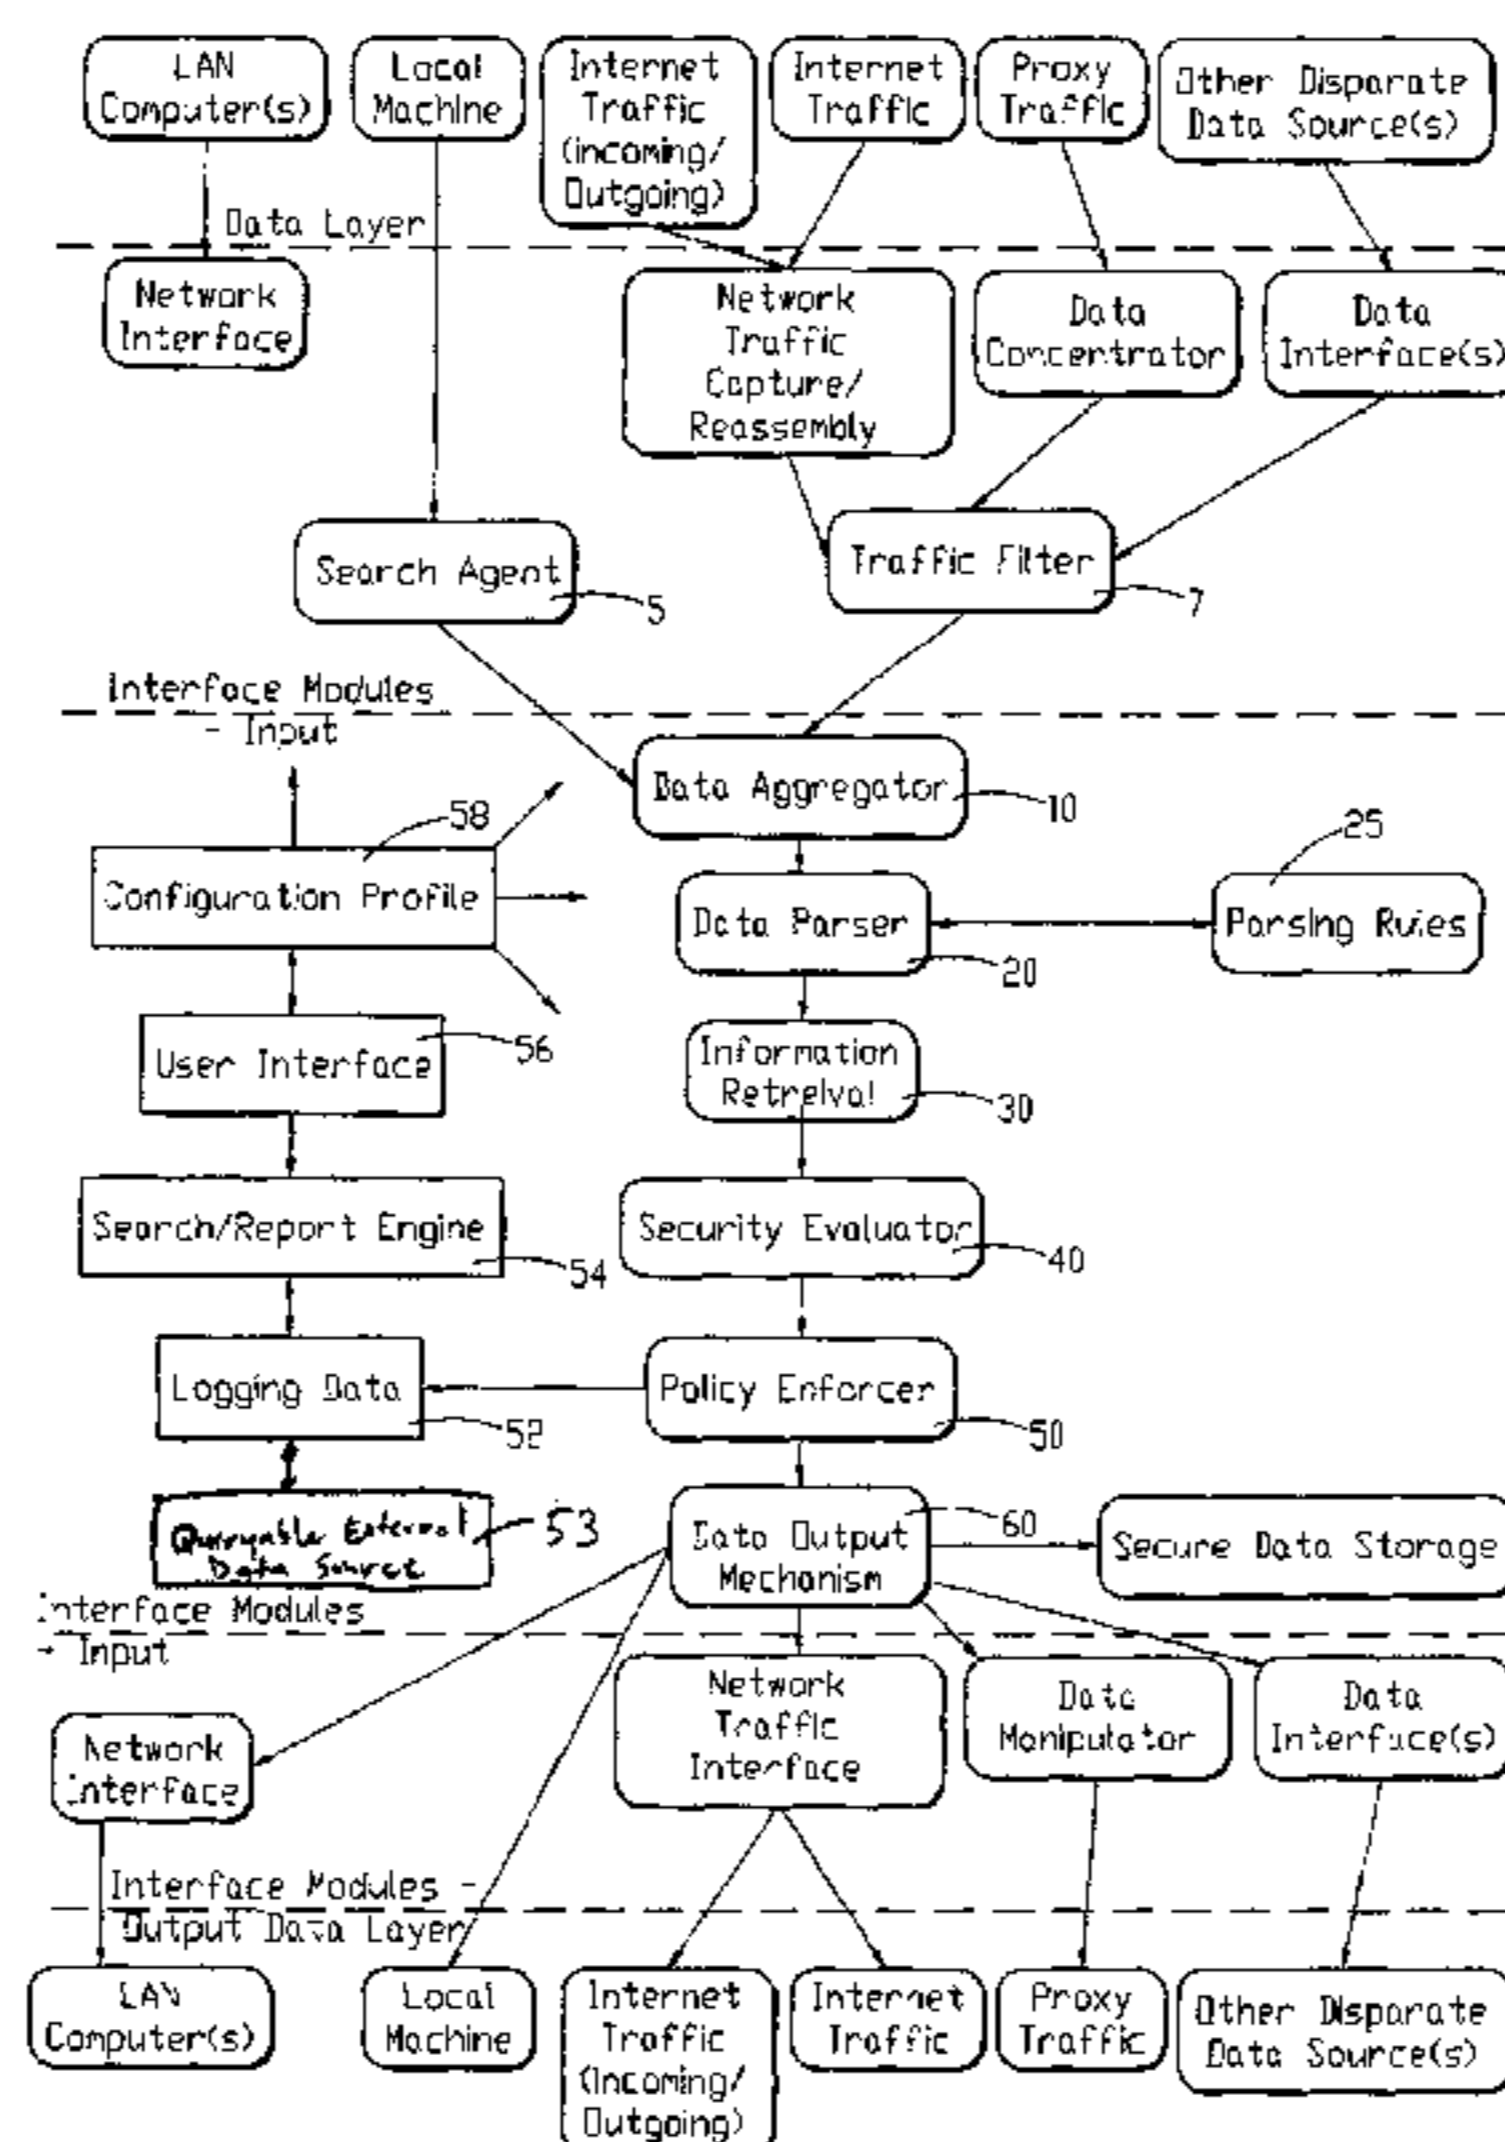 LAN
Computer(s)
Local
Machine
Internet
Traffic
(incoming/
Outgoing)
Internet
Traffic
Proxy
Traffic
Other Disparate
Data Source(s)
Data Layer
Network
Interface
Network
Traffic
Capture/
Reassembly
Data
Concentrator
Data
Interface(s)
Search Agent
5
Traffic Filter
7
Interface Modules
- Input
Data Aggregator
10
58
Configuration Profile
25
Data Parser
20
Parsing Rules
User Interface
56
Information
Retreival
30
Search/Report Engine
54
Security Evaluator
40
Logging Data
52
Policy Enforcer
50
Queryable External
Data Source
53
Data Output
Mechanism
60
Secure Data Storage
Interface Modules
- Input
Network
Interface
Network
Traffic
Interface
Data
Manipulator
Data
Interface(s)
Interface Modules -
Output Data Layer
LAN
Computer(s)
Local
Machine
Internet
Traffic
(Incoming/
Outgoing)
Internet
Traffic
Proxy
Traffic
Other Disparate
Data Source(s)